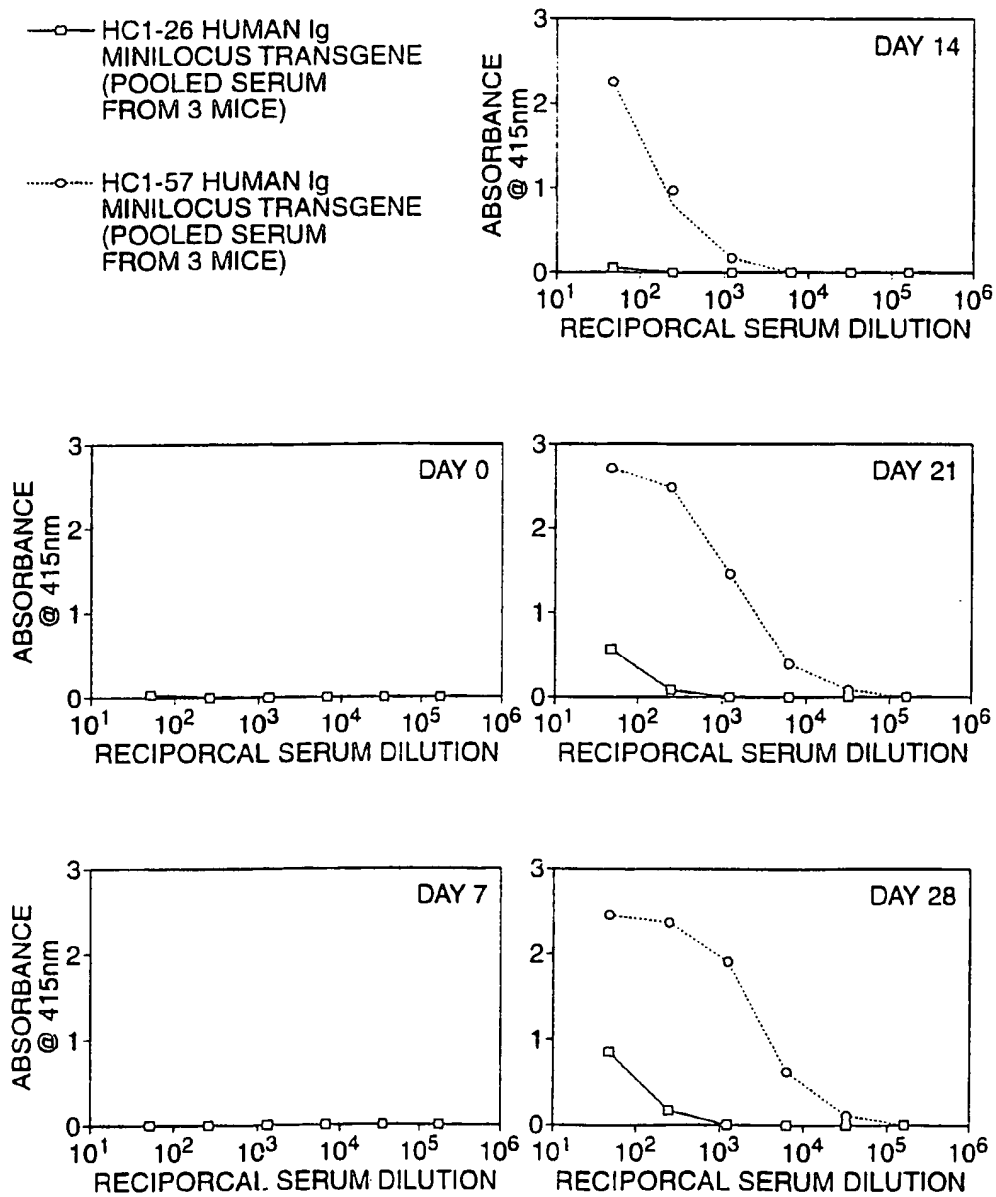 HC1-26 HUMAN Ig
MINILOCUS TRANSGENE
(POOLED SERUM
FROM 3 MICE)
HC1-57 HUMAN Ig
MINILOCUS TRANSGENE
(POOLED SERUM
FROM 3 MICE)
DAY 14
ABSORBANCE
@ 415nm
3
2
1
0
10¹ 10² 10³ 10⁴ 10⁵ 10⁶
RECIPORCAL SERUM DILUTION
DAY 0
ABSORBANCE
@ 415nm
3
2
1
0
10¹ 10² 10³ 10⁴ 10⁵ 10⁶
RECIPORCAL SERUM DILUTION
DAY 21
3
2
1
0
10¹ 10² 10³ 10⁴ 10⁵ 10⁶
RECIPORCAL SERUM DILUTION
DAY 7
ABSORBANCE
@ 415nm
3
2
1
0
10¹ 10² 10³ 10⁴ 10⁵ 10⁶
RECIPORCAL SERUM DILUTION
DAY 28
3
2
1
0
10¹ 10² 10³ 10⁴ 10⁵ 10⁶
RECIPORCAL SERUM DILUTION